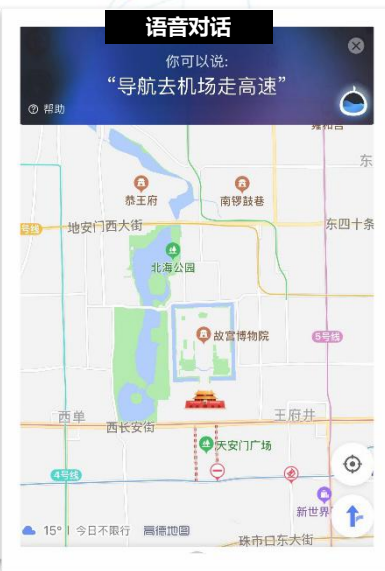 语音对话
你可以说:
“导航去机场走高速”
帮助
雍和宫
东
恭王府
南锣鼓巷
号线
地安门西大街
东四十条
北海公园
故宫博物院
5号线
西单
王府井
西长安街
天安门广场
4号线
新世界
15° | 今日不限行
高德地图
珠市口东大街